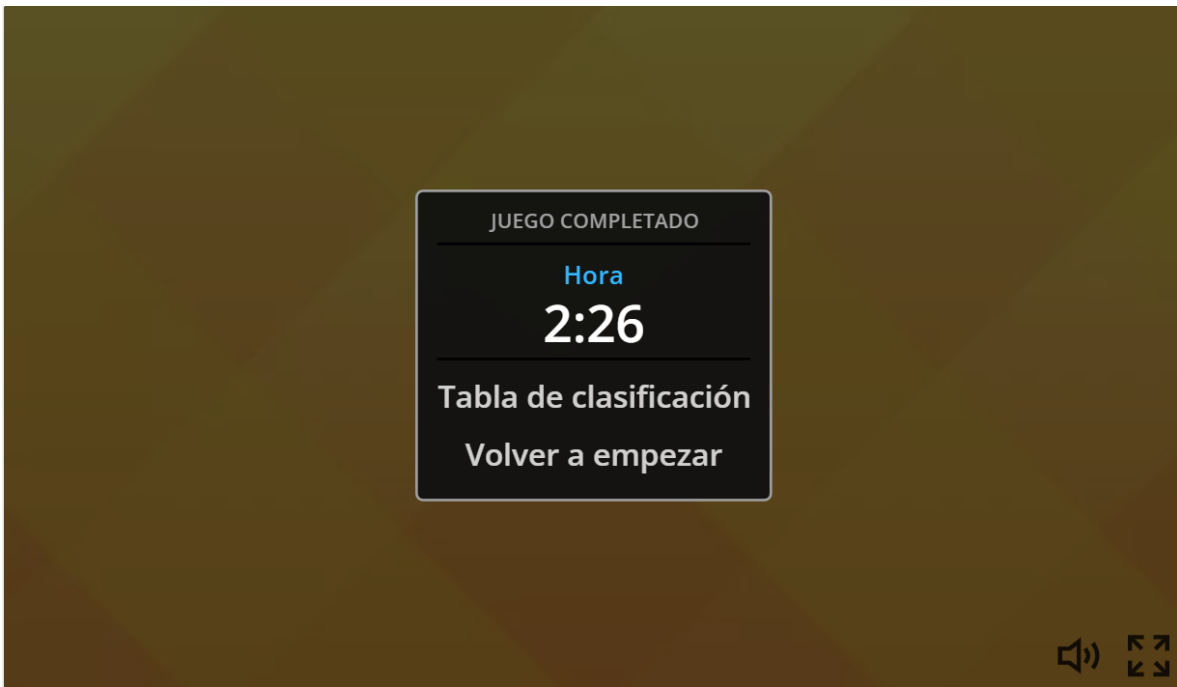 JUEGO COMPLETADO
Hora
2:26
Tabla de clasificación
Volver a empezar